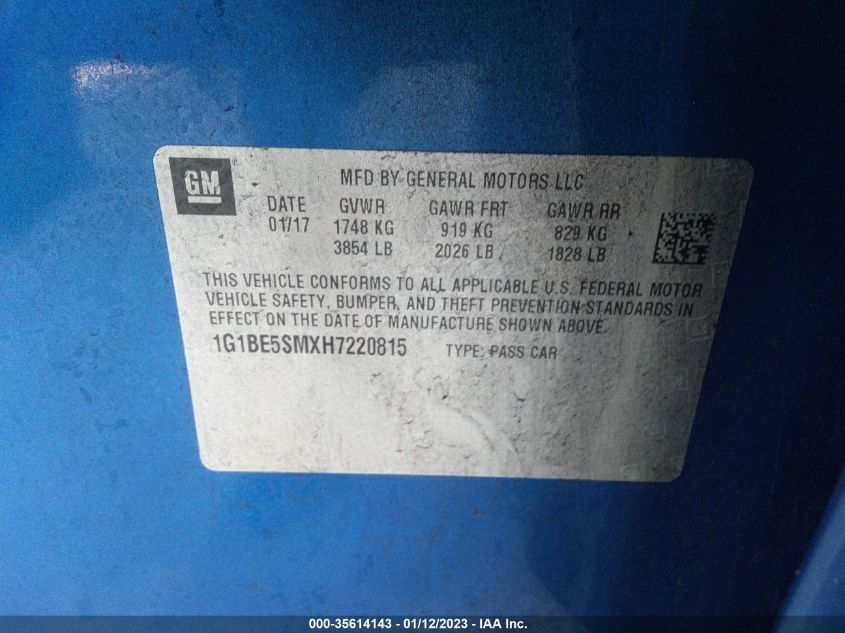 GM
MFD BY GENERAL MOTORS LLC
DATE GVWR GAWR FRT GAWR RR
01/17 1748 KG 919 KG 829 KG
3854 LB 2026 LB 1828 LB
THIS VEHICLE CONFORMS TO ALL APPLICABLE U.S. FEDERAL MOTOR
VEHICLE SAFETY, BUMPER, AND THEFT PREVENTION STANDARDS IN
EFFECT ON THE DATE OF MANUFACTURE SHOWN ABOVE.
1G1BE5SMXH7220815 TYPE: PASS CAR
000-35614143 - 01/12/2023 - IAA Inc.